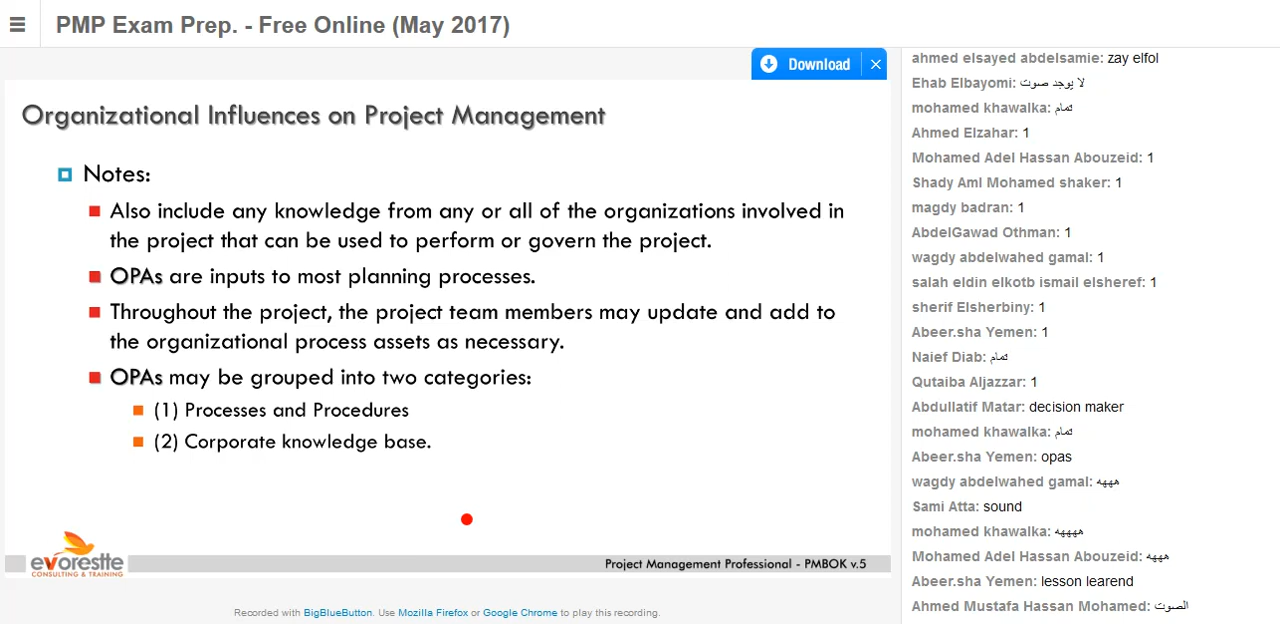 PMP Exam Prep. - Free Online (May 2017)
Download
Organizational Influences on Project Management
Notes:
Also include any knowledge from any or all of the organizations involved in
the project that can be used to perform or govern the project.
OPAs are inputs to most planning processes.
Throughout the project, the project team members may update and add to
the organizational process assets as necessary.
OPAs may be grouped into two categories:
(1) Processes and Procedures
(2) Corporate knowledge base.
evorestte
CONSULTING & TRAINING
Project Management Professional - PMBOK v.5
Recorded with BigBlueButton. Use Mozilla Firefox or Google Chrome to play this recording.
ahmed elsayed abdelsamie: zay elfol
Ehab Elbayomi: لا يوجد صوت
mohamed khawalka: تمام
Ahmed Elzahar: 1
Mohamed Adel Hassan Abouzeid: 1
Shady Aml Mohamed shaker: 1
magdy badran: 1
AbdelGawad Othman: 1
wagdy abdelwahed gamal: 1
salah eldin elkotb ismail elsheref: 1
sherif Elsherbiny: 1
Abeer.sha Yemen: 1
Naief Diab: تمام
Qutaiba Aljazzar: 1
Abdullatif Matar: decision maker
mohamed khawalka: تمام
Abeer.sha Yemen: opas
wagdy abdelwahed gamal: هههه
Sami Atta: sound
mohamed khawalka: ههههه
Mohamed Adel Hassan Abouzeid: هههه
Abeer.sha Yemen: lesson learend
Ahmed Mustafa Hassan Mohamed: الصوت